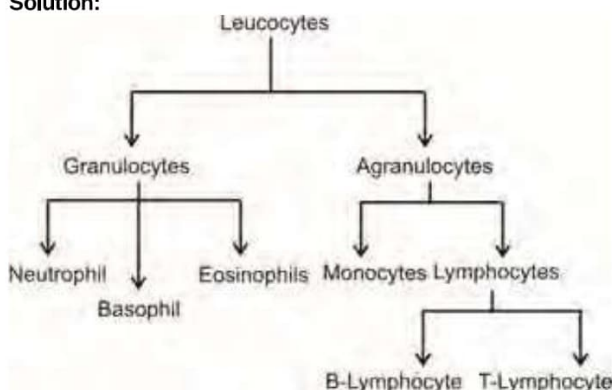 Solution:
Leucocytes
Granulocytes Agranulocytes
Neutrophil Eosinophils Monocytes Lymphocytes
Basophil
B-Lymphocyte T-Lymphocyte